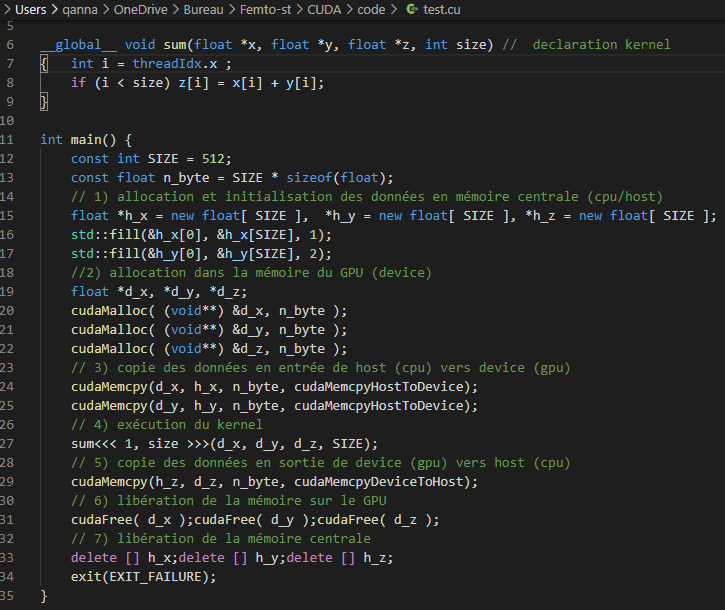 Users > qanna > OneDrive > Bureau > Femto-st > CUDA > code > test.cu
5
6 __global__ void sum(float *x, float *y, float *z, int size) //  declaration kernel
7 {   int i = threadIdx.x ;
8     if (i < size) z[i] = x[i] + y[i];
9 }
10
11 int main() {
12     const int SIZE = 512;
13     const float n_byte = SIZE * sizeof(float);
14     // 1) allocation et initialisation des données en mémoire centrale (cpu/host)
15     float *h_x = new float[ SIZE ],  *h_y = new float[ SIZE ], *h_z = new float[ SIZE ];
16     std::fill(&h_x[0], &h_x[SIZE], 1);
17     std::fill(&h_y[0], &h_y[SIZE], 2);
18     //2) allocation dans la mémoire du GPU (device)
19     float *d_x, *d_y, *d_z;
20     cudaMalloc( (void**) &d_x, n_byte );
21     cudaMalloc( (void**) &d_y, n_byte );
22     cudaMalloc( (void**) &d_z, n_byte );
23     // 3) copie des données en entrée de host (cpu) vers device (gpu)
24     cudaMemcpy(d_x, h_x, n_byte, cudaMemcpyHostToDevice);
25     cudaMemcpy(d_y, h_y, n_byte, cudaMemcpyHostToDevice);
26     // 4) exécution du kernel
27     sum<<< 1, size >>>(d_x, d_y, d_z, SIZE);
28     // 5) copie des données en sortie de device (gpu) vers host (cpu)
29     cudaMemcpy(h_z, d_z, n_byte, cudaMemcpyDeviceToHost);
30     // 6) libération de la mémoire sur le GPU
31     cudaFree( d_x );cudaFree( d_y );cudaFree( d_z );
32     // 7) libération de la mémoire centrale
33     delete [] h_x;delete [] h_y;delete [] h_z;
34     exit(EXIT_FAILURE);
35 }